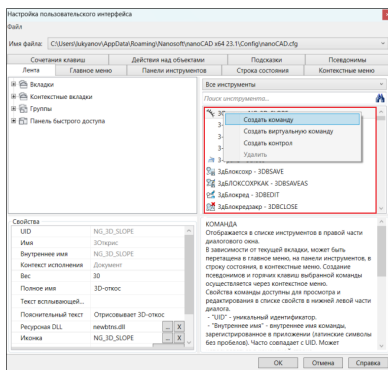 Настройка пользовательского интерфейса
Файл
Имя файла: C:\Users\lukyanov\AppData\Roaming\Nanosoft\nanoCAD x64 23.1\Config\nanoCAD.cfg
Сочетания клавиш Действия над объектами Подсказки Псевдонимы
Лента Главное меню Панели инструментов Строка состояния Контекстные меню
Вкладки
Контекстные вкладки
Группы
Панель быстрого доступа
Все инструменты
Поиск инструмента...
Создать команду
Создать виртуальную команду
Создать контрол
Удалить
3дБлоксохр - 3DBSAVE
3дБЛОКСОХРКАК - 3DBSAVEAS
3дБлокред - 3DBEDIT
3дБлокредзакр - 3DBCLOSE
Свойства
UID NG_3D_SLOPE
Имя 3Открис
Внутреннее имя NG_3D_SLOPE
Контекст исполнения Документ
Вес 30
Полное имя 3D-откос
Текст всплывающей...
Пояснительный текст Отрисовывает 3D-откос
Ресурсная DLL newbtns.dll ... X
Иконка NG_3D_SLOPE ... X
КОМАНДА
Отображается в списке инструментов в правой части
диалогового окна.
В зависимости от текущей вкладки, может быть
перетащена в главное меню, на панели инструментов, в
строку состояния, в контекстные меню. Создание
псевдонимов и горячих клавиш выбранной команды
осуществляется через контекстное меню.
Свойства команды доступны для просмотра и
редактирования в списке свойств в нижней левой части
диалога.
- "UID" - уникальный идентификатор.
- "Внутреннее имя" - внутреннее имя команды,
зарегистрированное в приложении (латинские символы
без пробелов). Часто совпадает с UID. Может
ОК Отмена Справка